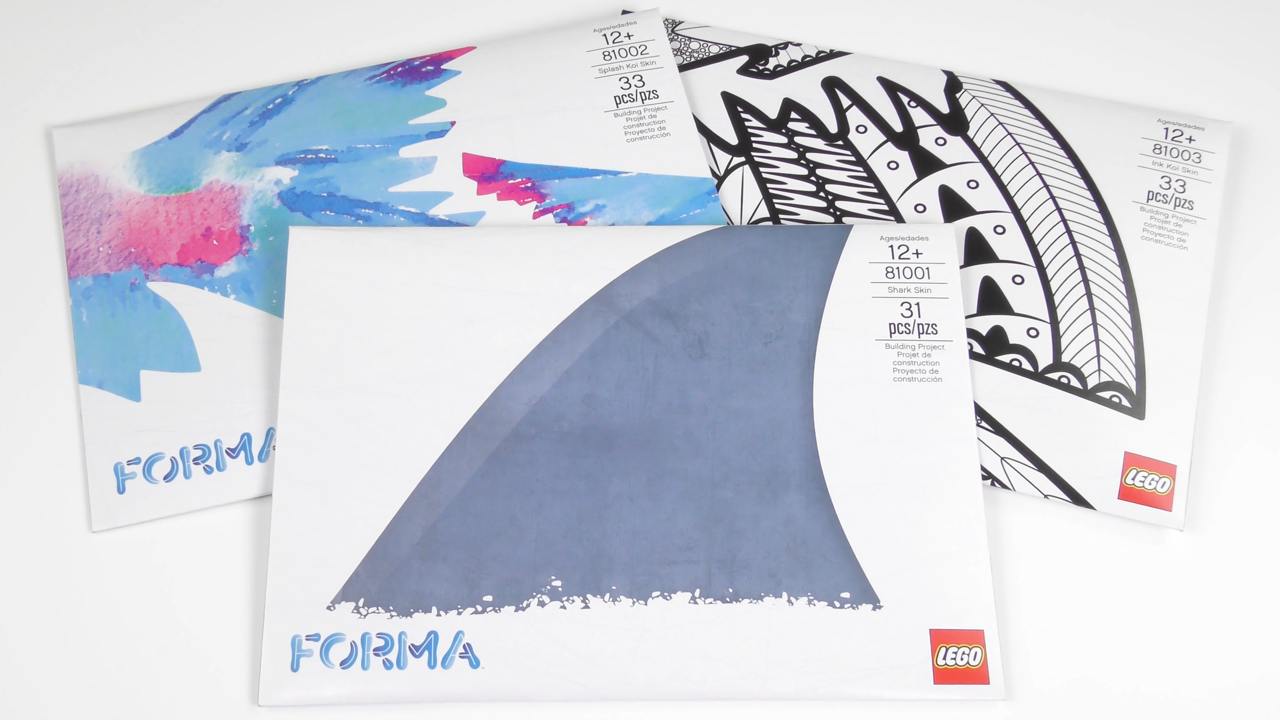 Ages/edades
12+
81002
Splash Koi Skin
33
pcs/pzs
Building Project
Projet de
construction
Proyecto de
construcción
FORMA
Ages/edades
12+
81003
Ink Koi Skin
33
pcs/pzs
Building Project
Projet de
construction
Proyecto de
construcción
LEGO
Ages/edades
12+
81001
Shark Skin
31
pcs/pzs
Building Project
Projet de
construction
Proyecto de
construcción
FORMA
LEGO